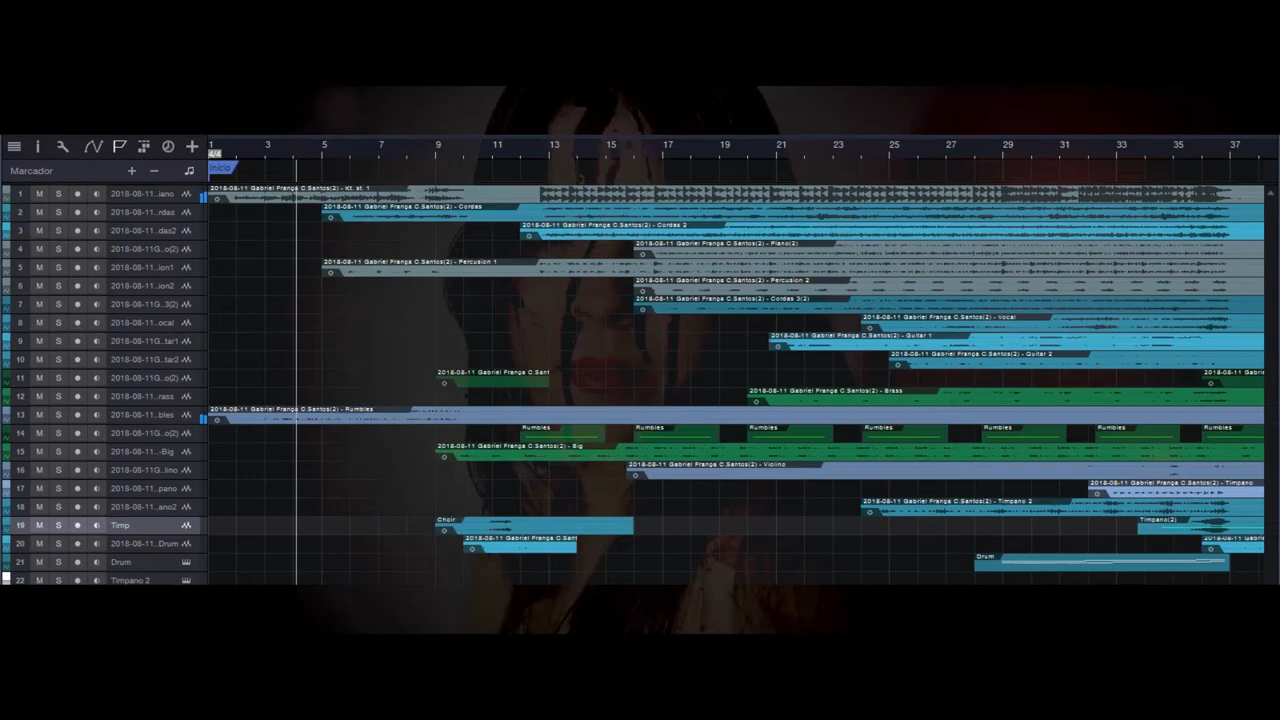 1 3 5 7 9 11 13 15 17 19 21 23 25 27 29 31 33 35 37
4/4
Marcador + − Início
1 M S 2018-08-11...iano 2018-08-11 Gabriel França C.Santos(2) - Kt. st. 1
2 M S 2018-08-11...rdas 2018-08-11 Gabriel França C.Santos(2) - Cordas
3 M S 2018-08-11...das2 2018-08-11 Gabriel França C.Santos(2) - Cordas 2
4 M S 2018-08-11G...o(2) 2018-08-11 Gabriel França C.Santos(2) - Piano(2)
5 M S 2018-08-11...ion1 2018-08-11 Gabriel França C.Santos(2) - Percusion 1
6 M S 2018-08-11...ion2 2018-08-11 Gabriel França C.Santos(2) - Percusion 2
7 M S 2018-08-11G...3(2) 2018-08-11 Gabriel França C.Santos(2) - Cordas 3(2)
8 M S 2018-08-11...ocal 2018-08-11 Gabriel França C.Santos(2) - Vocal
9 M S 2018-08-11...tar1 2018-08-11 Gabriel França C.Santos(2) - Guitar 1
10 M S 2018-08-11...tar2 2018-08-11 Gabriel França C.Santos(2) - Guitar 2
11 M S 2018-08-11G...o(2) 2018-08-11 Gabriel França C.Sant 2018-08-11 Gabrie
12 M S 2018-08-11...rass 2018-08-11 Gabriel França C.Santos(2) - Brass
13 M S 2018-08-11...bles 2018-08-11 Gabriel França C.Santos(2) - Rumbles
14 M S 2018-08-11G...o(2) Rumbles Rumbles Rumbles Rumbles Rumbles Rumbles Rumbles
15 M S 2018-08-11...-Big 2018-08-11 Gabriel França C.Santos(2) - Big
16 M S 2018-08-11G...lino 2018-08-11 Gabriel França C.Santos(2) - Violino
17 M S 2018-08-11...pano 2018-08-11 Gabriel França C.Santos(2) - Timpano
18 M S 2018-08-11...ano2 2018-08-11 Gabriel França C.Santos(2) - Timpano 2
19 M S Timp Choir Timpano(2)
20 M S 2018-08-11...Drum 2018-08-11 Gabriel França C.Sant 2018-08-11 Gabrie
21 M S Drum Drum
22 M S Timpano 2